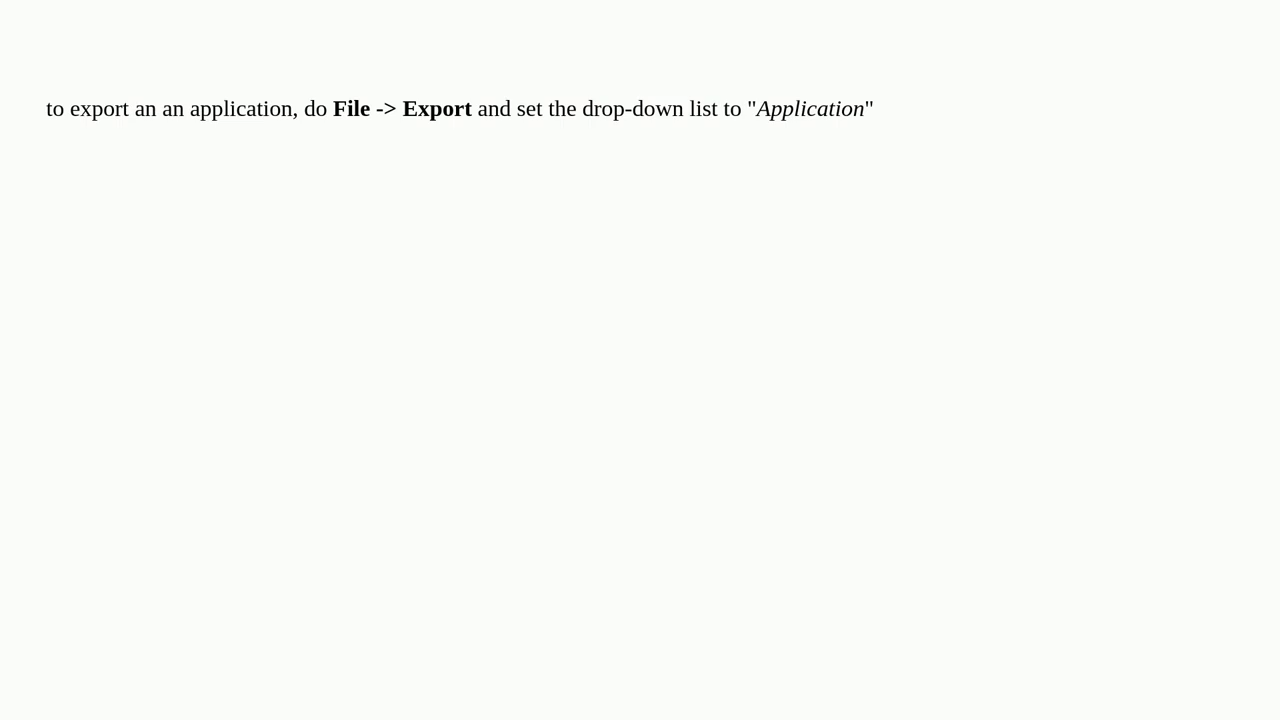 to export an an application, do File -> Export and set the drop-down list to "Application"